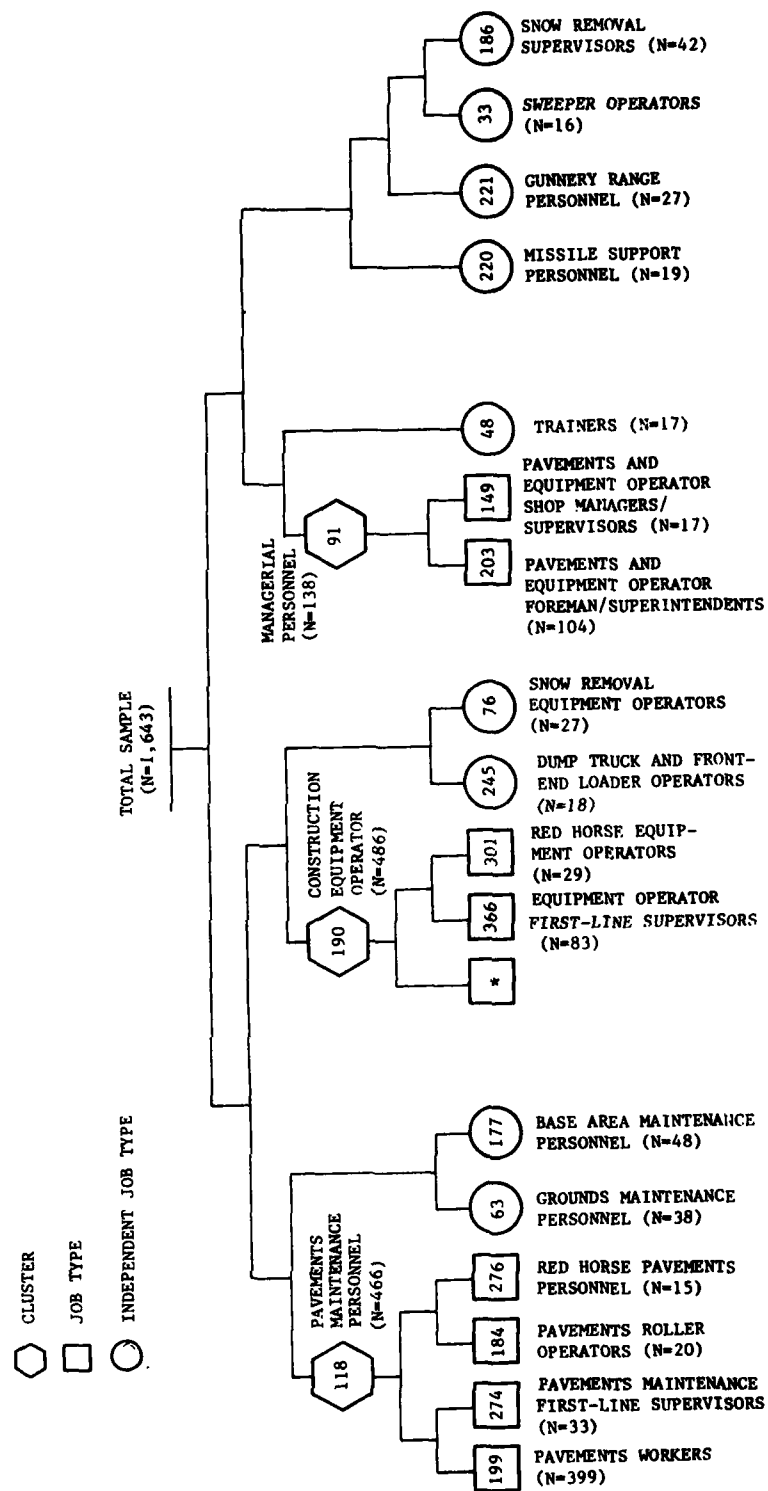 CLUSTER
JOB TYPE
INDEPENDENT JOB TYPE
TOTAL SAMPLE
(N=1,643)
PAVEMENTS
MAINTENANCE
PERSONNEL
(N=466)
118
CONSTRUCTION
EQUIPMENT
OPERATOR
(N=486)
190
MANAGERIAL
PERSONNEL
(N=138)
91
199
PAVEMENTS WORKERS
(N=399)
274
PAVEMENTS MAINTENANCE
FIRST-LINE SUPERVISORS
(N=33)
184
PAVEMENTS ROLLER
OPERATORS (N=20)
276
RED HORSE PAVEMENTS
PERSONNEL (N=15)
63
GROUNDS MAINTENANCE
PERSONNEL (N=38)
177
BASE AREA MAINTENANCE
PERSONNEL (N=48)
*
366
EQUIPMENT OPERATOR
FIRST-LINE SUPERVISORS
(N=83)
301
RED HORSE EQUIP-
MENT OPERATORS
(N=29)
245
DUMP TRUCK AND FRONT-
END LOADER OPERATORS
(N=18)
76
SNOW REMOVAL
EQUIPMENT OPERATORS
(N=27)
203
PAVEMENTS AND
EQUIPMENT OPERATOR
FOREMAN/SUPERINTENDENTS
(N=104)
149
PAVEMENTS AND
EQUIPMENT OPERATOR
SHOP MANAGERS/
SUPERVISORS (N=17)
48
TRAINERS (N=17)
220
MISSILE SUPPORT
PERSONNEL (N=19)
221
GUNNERY RANGE
PERSONNEL (N=27)
33
SWEEPER OPERATORS
(N=16)
186
SNOW REMOVAL
SUPERVISORS (N=42)